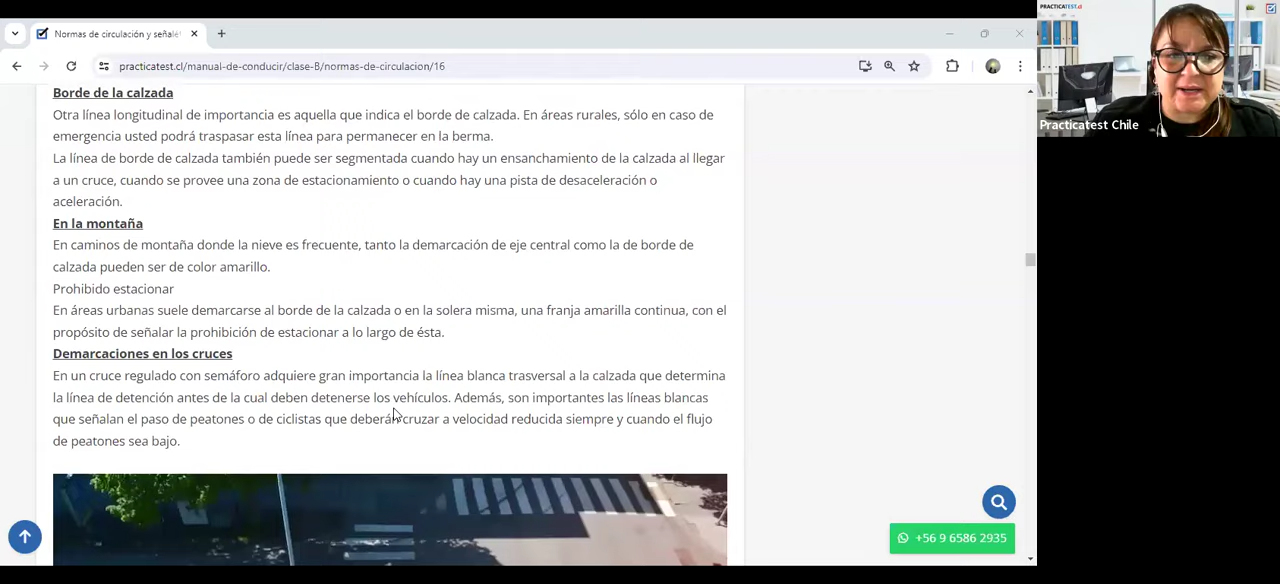 Normas de circulación y señalé
practicatest.cl/manual-de-conducir/clase-B/normas-de-circulacion/16
PRACTICATEST.cl
Practicatest Chile
Borde de la calzada
Otra línea longitudinal de importancia es aquella que indica el borde de calzada. En áreas rurales, sólo en caso de
emergencia usted podrá traspasar esta línea para permanecer en la berma.
La línea de borde de calzada también puede ser segmentada cuando hay un ensanchamiento de la calzada al llegar
a un cruce, cuando se provee una zona de estacionamiento o cuando hay una pista de desaceleración o
aceleración.
En la montaña
En caminos de montaña donde la nieve es frecuente, tanto la demarcación de eje central como la de borde de
calzada pueden ser de color amarillo.
Prohibido estacionar
En áreas urbanas suele demarcarse al borde de la calzada o en la solera misma, una franja amarilla continua, con el
propósito de señalar la prohibición de estacionar a lo largo de ésta.
Demarcaciones en los cruces
En un cruce regulado con semáforo adquiere gran importancia la línea blanca trasversal a la calzada que determina
la línea de detención antes de la cual deben detenerse los vehículos. Además, son importantes las líneas blancas
que señalan el paso de peatones o de ciclistas que deberán cruzar a velocidad reducida siempre y cuando el flujo
de peatones sea bajo.
+56 9 6586 2935